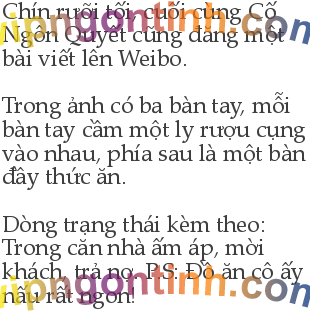 Chín rưỡi tối, cuối cùng Cố
Ngôn Quyết cũng đăng một
bài viết lên Weibo.
Trong ảnh có ba bàn tay, mỗi
bàn tay cầm một ly rượu cụng
vào nhau, phía sau là một bàn
đầy thức ăn.
Dòng trạng thái kèm theo:
Trong căn nhà ấm áp, mời
khách, trả nợ. P.S: Đồ ăn cô ấy
nấu rất ngon!
vipngontinh.com
vipngontinh.com